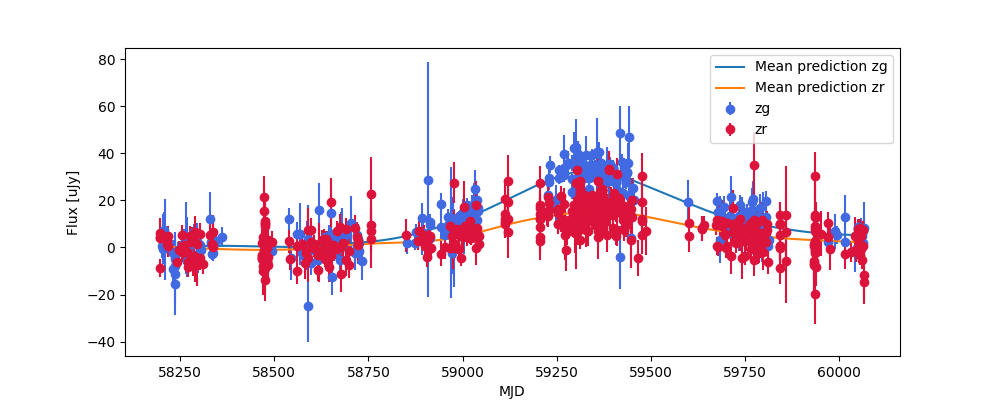 80
60
40
20
0
−20
−40
Flux [uJy]
58250
58500
58750
59000
59250
59500
59750
60000
MJD
Mean prediction zg
Mean prediction zr
zg
zr